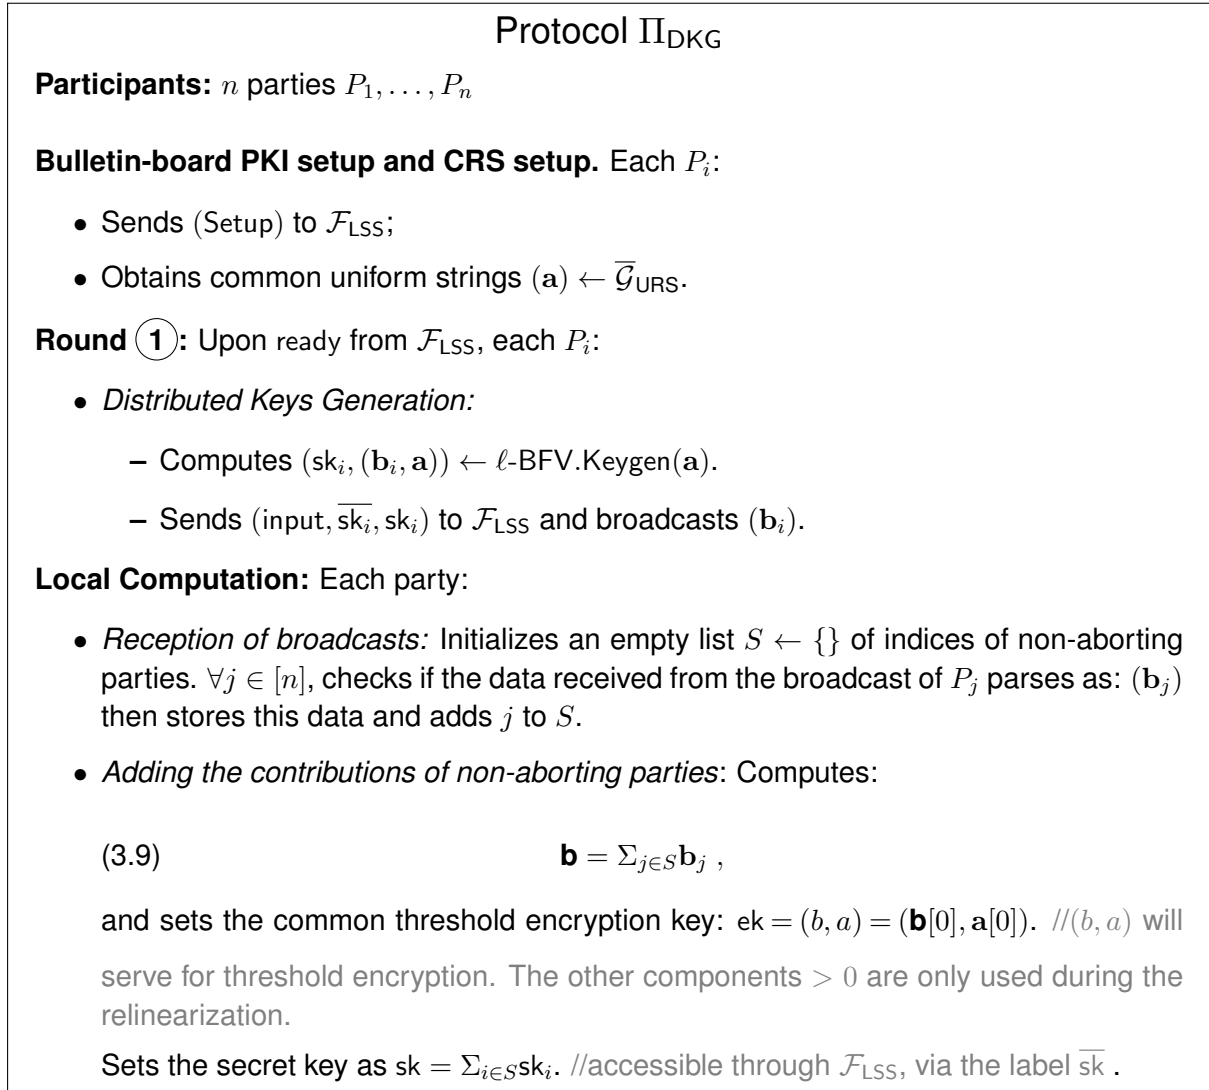 Protocol Π_DKG
Participants: n parties P_1, …, P_n
Bulletin-board PKI setup and CRS setup. Each P_i:
• Sends (Setup) to ℱ_LSS;
• Obtains common uniform strings (𝐚) ← 𝒢̅_URS.
Round ①: Upon ready from ℱ_LSS, each P_i:
• Distributed Keys Generation:
– Computes (sk_i, (𝐛_i, 𝐚)) ← ℓ-BFV.Keygen(𝐚).
– Sends (input, \overline{sk_i}, sk_i) to ℱ_LSS and broadcasts (𝐛_i).
Local Computation: Each party:
• Reception of broadcasts: Initializes an empty list S ← {} of indices of non-aborting
parties. ∀j ∈ [n], checks if the data received from the broadcast of P_j parses as: (𝐛_j)
then stores this data and adds j to S.
• Adding the contributions of non-aborting parties: Computes:
(3.9) 𝐛 = Σ_{j∈S} 𝐛_j ,
and sets the common threshold encryption key: ek = (b, a) = (𝐛[0], 𝐚[0]). //(b, a) will
serve for threshold encryption. The other components > 0 are only used during the
relinearization.
Sets the secret key as sk = Σ_{i∈S} sk_i. //accessible through ℱ_LSS, via the label \overline{sk} .